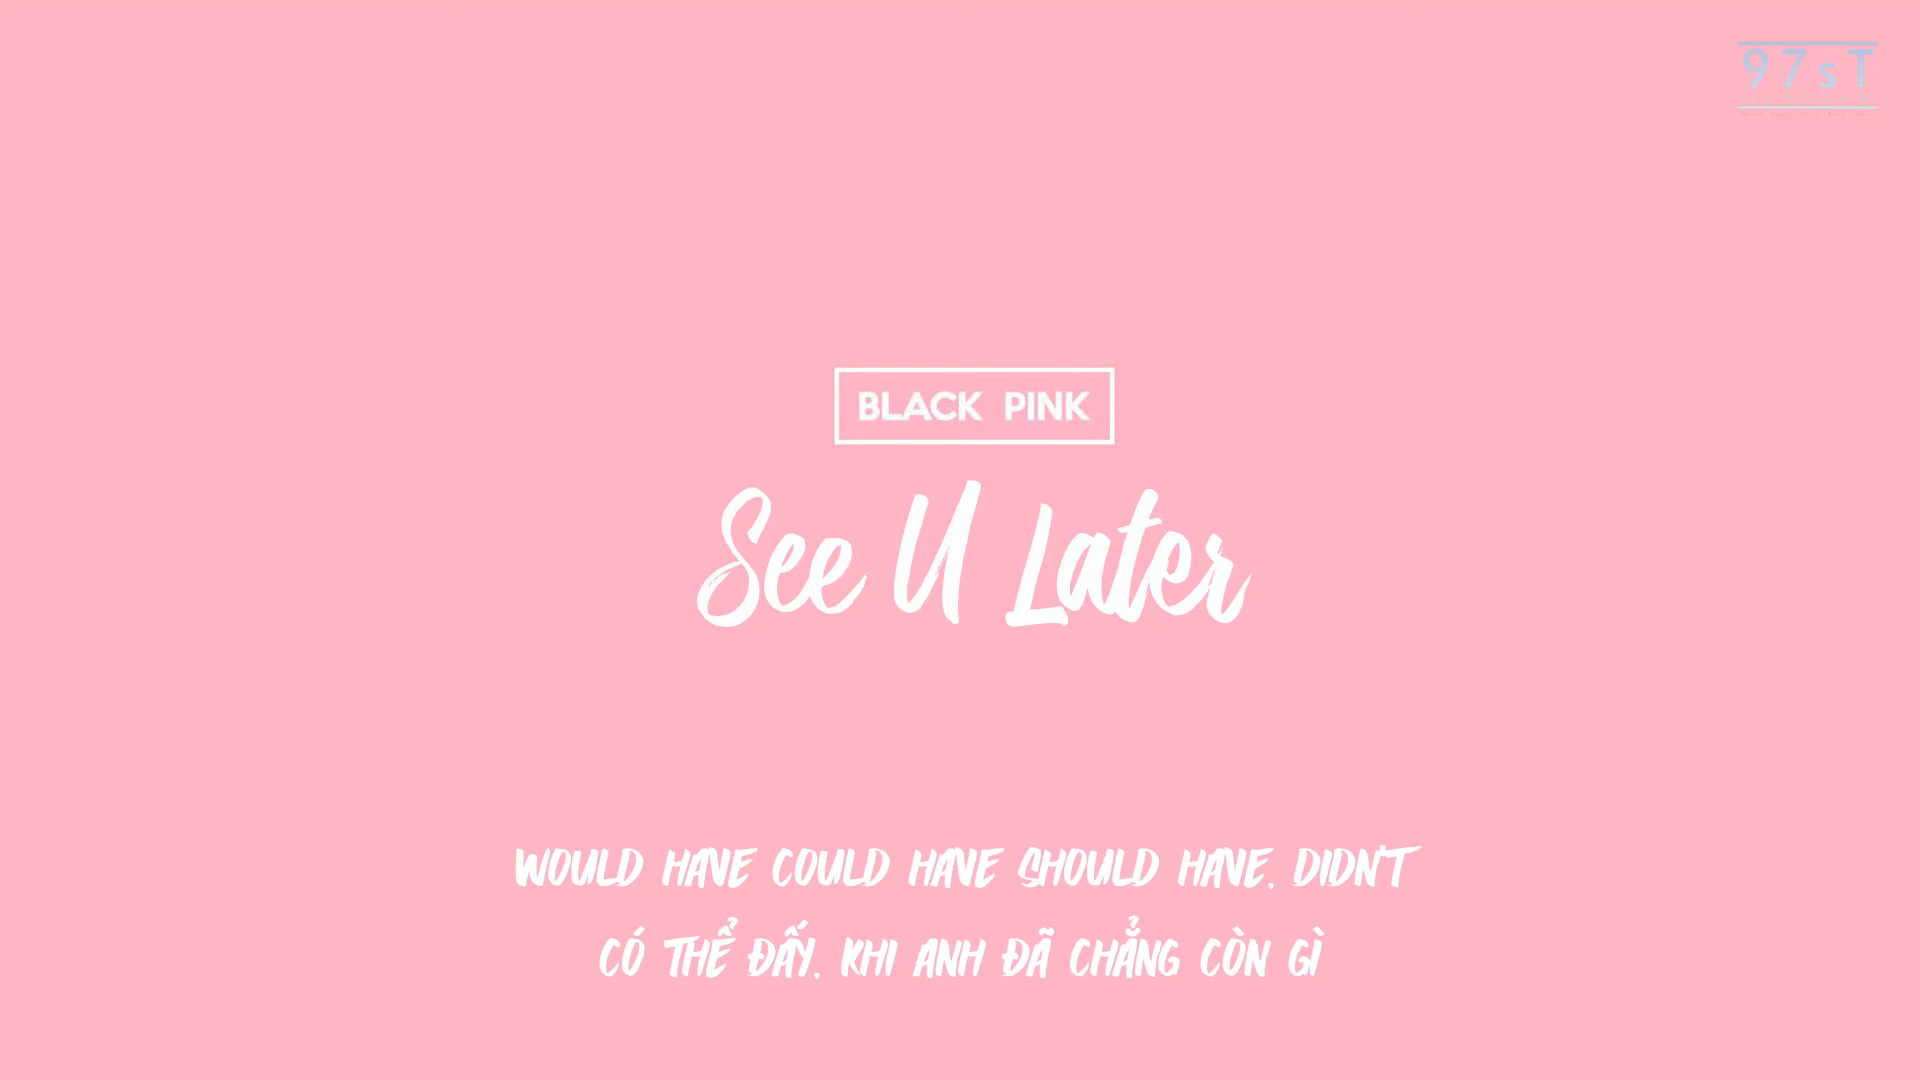 97sT
BLACK PINK
See U Later
WOULD HAVE COULD HAVE SHOULD HAVE, DIDN'T
CÓ THỂ ĐẤY, KHI ANH ĐÃ CHẲNG CÒN GÌ